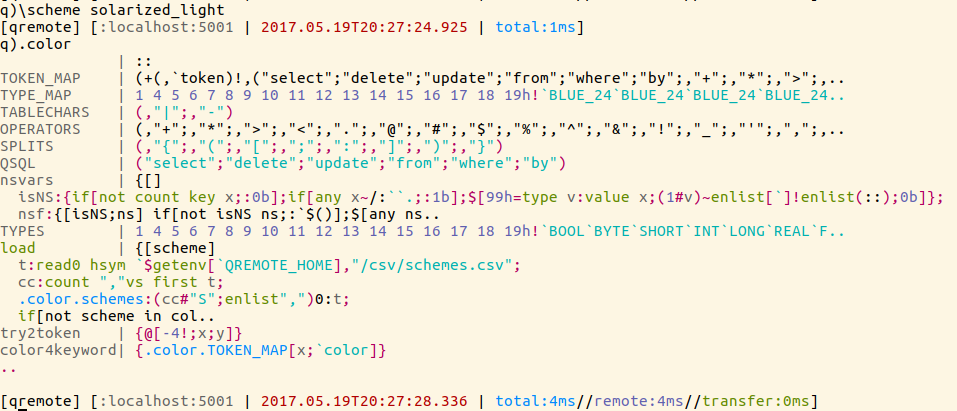 q)\scheme solarized_light
[qremote] [:localhost:5001 | 2017.05.19T20:27:24.925 | total:1ms]
q).color
| ::
TOKEN_MAP | (+(,`token)!,("select";"delete";"update";"from";"where";"by";,"+";,"*";,">";,..
TYPE_MAP | 1 4 5 6 7 8 9 10 11 12 13 14 15 16 17 18 19h!`BLUE_24`BLUE_24`BLUE_24`BLUE_24..
TABLECHARS | (,"|";,"-")
OPERATORS | (,"+";,"*";,">";,"<";,".";,"@";,"#";,"$";,"%";,"^";,"&";,"!";,"_";,"'";,",";,..
SPLITS | (,"{";,"(";,"[";,";";,":";,"]";,")";,"}")
QSQL | ("select";"delete";"update";"from";"where";"by")
nsvars | {[]
isNS:{if[not count key x;:0b];if[any x~/:``.;:1b];$[99h=type v:value x;(1#v)~enlist[`]!enlist(::);0b]};
nsf:{[isNS;ns] if[not isNS ns;:`$()];$[any ns..
TYPES | 1 4 5 6 7 8 9 10 11 12 13 14 15 16 17 18 19h!`BOOL`BYTE`SHORT`INT`LONG`REAL`F..
load | {[scheme]
t:read0 hsym `$getenv[`QREMOTE_HOME],"/csv/schemes.csv";
cc:count ","vs first t;
.color.schemes:(cc#"S";enlist",")0:t;
if[not scheme in col..
try2token | {@[-4!;x;y]}
color4keyword| {.color.TOKEN_MAP[x;`color]}
..
[qremote] [:localhost:5001 | 2017.05.19T20:27:28.336 | total:4ms//remote:4ms//transfer:0ms]